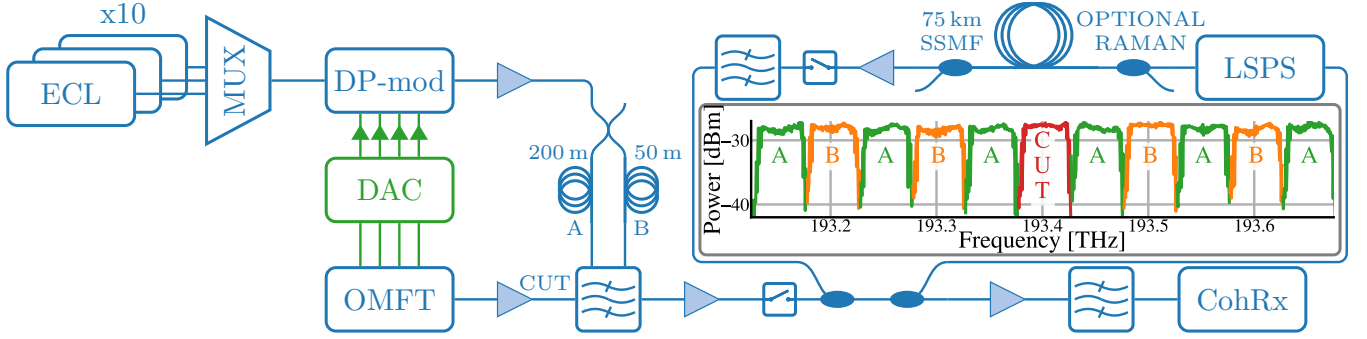 x10
ECL
MUX
DP-mod
DAC
OMFT
200 m
50 m
A
B
CUT
75 km
SSMF
OPTIONAL
RAMAN
LSPS
Power [dBm]
−30
−40
A
B
A
B
A
C
U
T
A
B
A
B
A
193.2
193.3
193.4
193.5
193.6
Frequency [THz]
CohRx